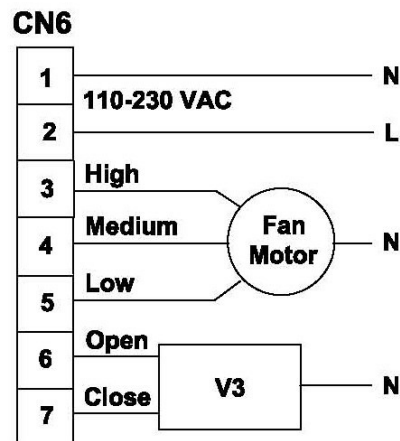 CN6
1 N
110-230 VAC
2 L
3 High
4 Medium Fan Motor N
5 Low
6 Open
V3 N
7 Close